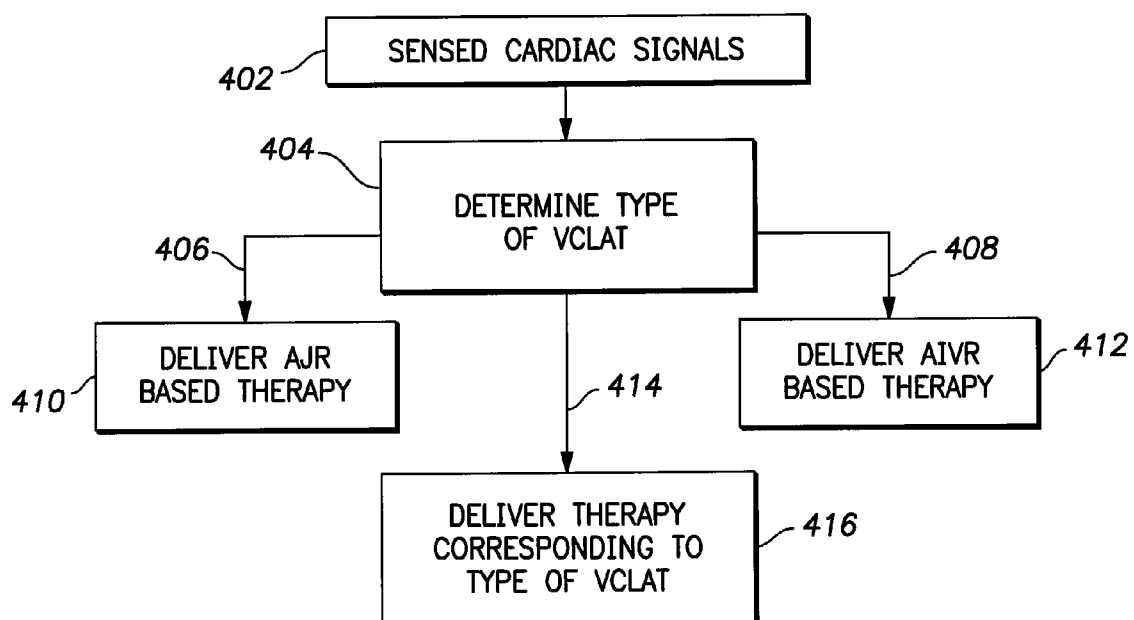 SENSED CARDIAC SIGNALS
402
404
DETERMINE TYPE
OF VCLAT
406
408
DELIVER AJR
BASED THERAPY
410
DELIVER AIVR
BASED THERAPY
412
414
DELIVER THERAPY
CORRESPONDING TO
TYPE OF VCLAT
416